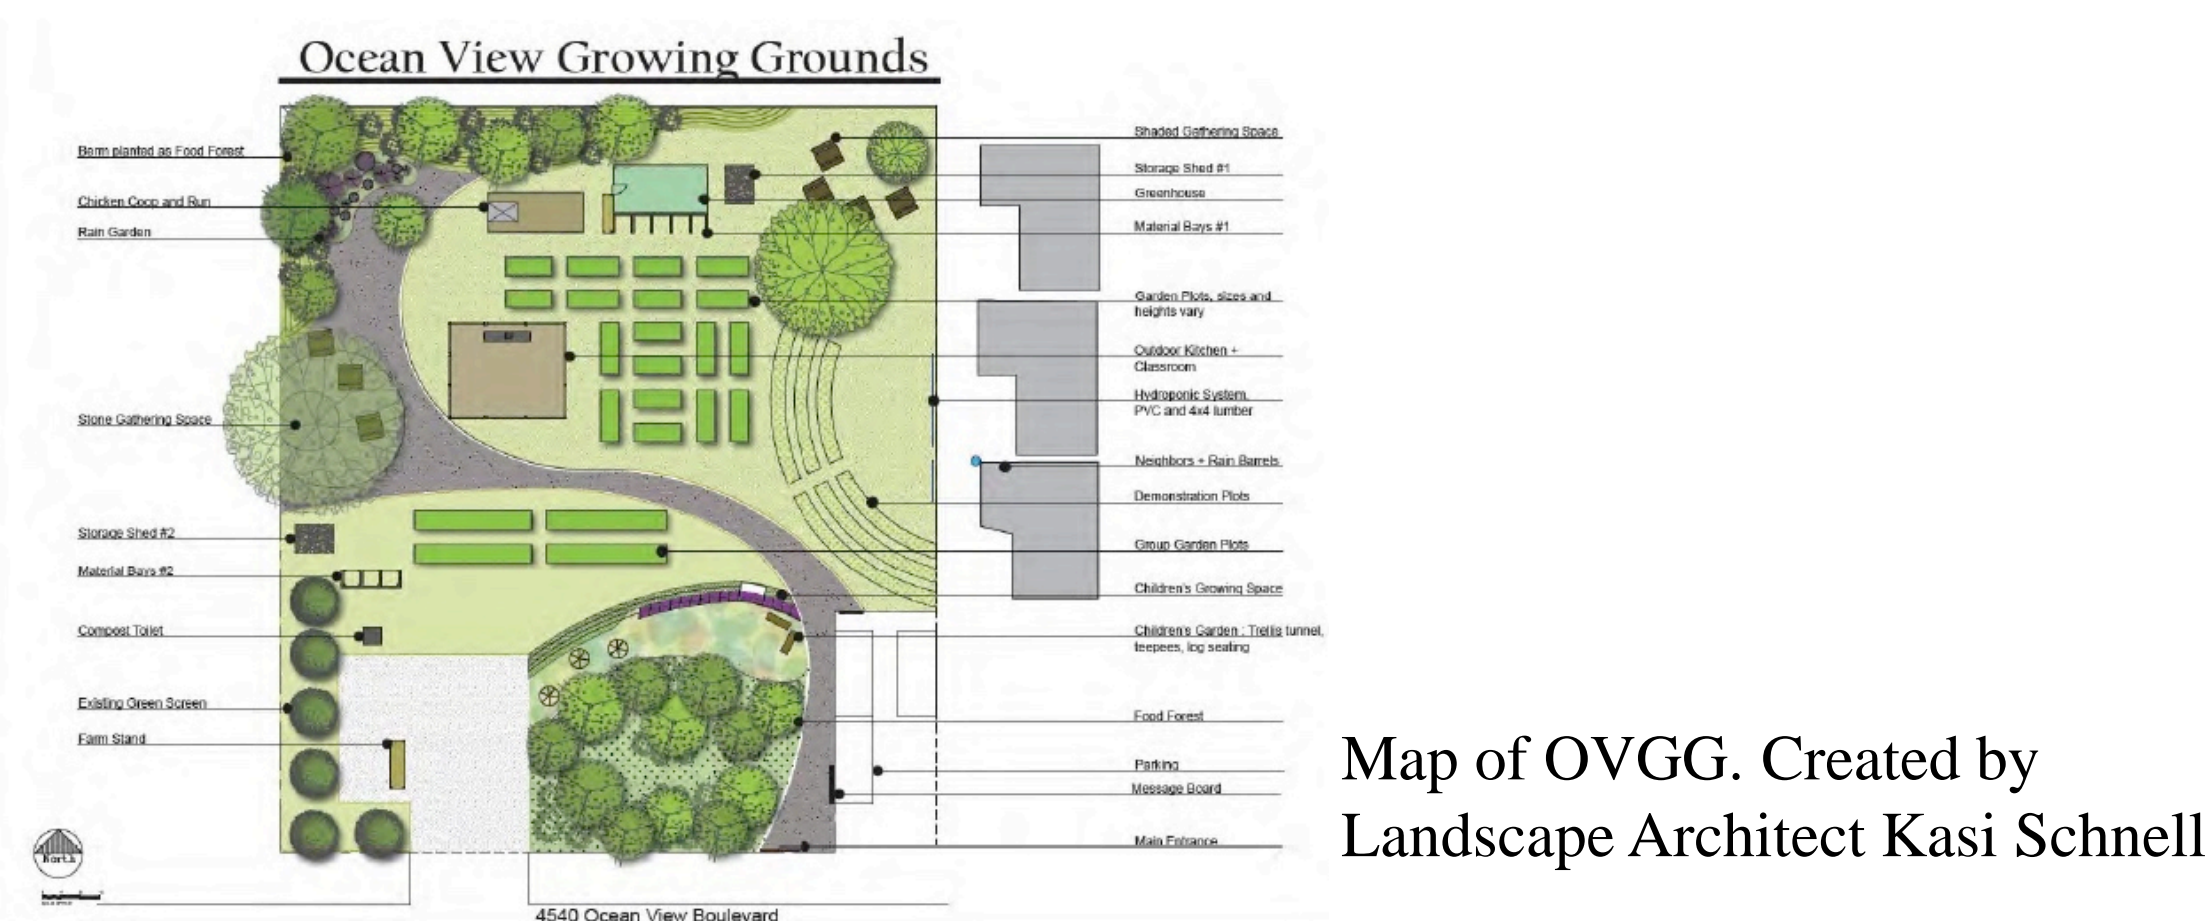 Ocean View Growing Grounds
Berm planted as Food Forest
Chicken Coop and Run
Rain Garden
Stone Gathering Space
Storage Shed #2
Material Bays #2
Compost Toilet
Existing Green Screen
Farm Stand
North
Shaded Gathering Space
Storage Shed #1
Greenhouse
Material Bays #1
Garden Plots, sizes and
heights vary
Outdoor Kitchen +
Classroom
Hydroponic System,
PVC and 4x4 lumber
Neighbors + Rain Barrels
Demonstration Plots
Group Garden Plots
Children's Growing Space
Children's Garden : Trellis tunnel,
teepees, log seating
Food Forest
Parking
Message Board
Main Entrance
4540 Ocean View Boulevard
Map of OVGG. Created by
Landscape Architect Kasi Schnell